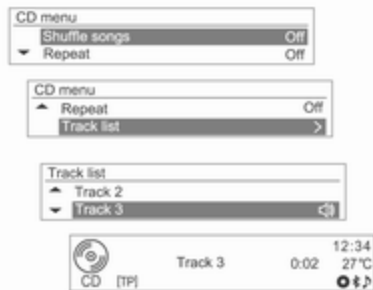 CD menu
Shuffle songs Off
Repeat Off
CD menu
Repeat Off
Track list >
Track list
Track 2
Track 3
12:34
Track 3 0:02 27°C
CD [TP]